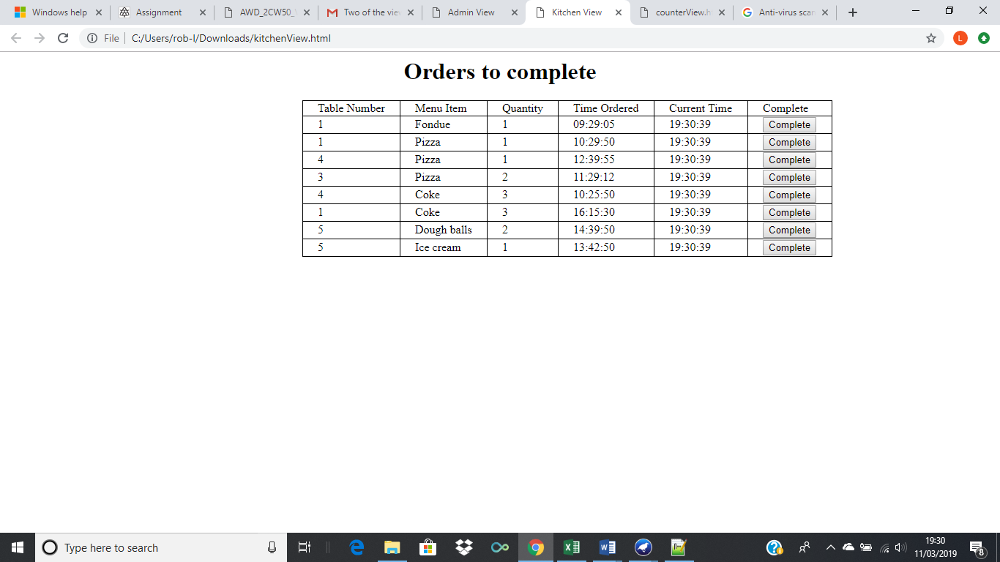 Windows help
Assignment
AWD_2CW50_
Two of the vie
Admin View
Kitchen View
counterView.h
Anti-virus scan
File C:/Users/rob-l/Downloads/kitchenView.html
L
Orders to complete
Table Number Menu Item Quantity Time Ordered Current Time Complete
1 Fondue 1 09:29:05 19:30:39 Complete
1 Pizza 1 10:29:50 19:30:39 Complete
4 Pizza 1 12:39:55 19:30:39 Complete
3 Pizza 2 11:29:12 19:30:39 Complete
4 Coke 3 10:25:50 19:30:39 Complete
1 Coke 3 16:15:30 19:30:39 Complete
5 Dough balls 2 14:39:50 19:30:39 Complete
5 Ice cream 1 13:42:50 19:30:39 Complete
Type here to search
19:30
11/03/2019
8